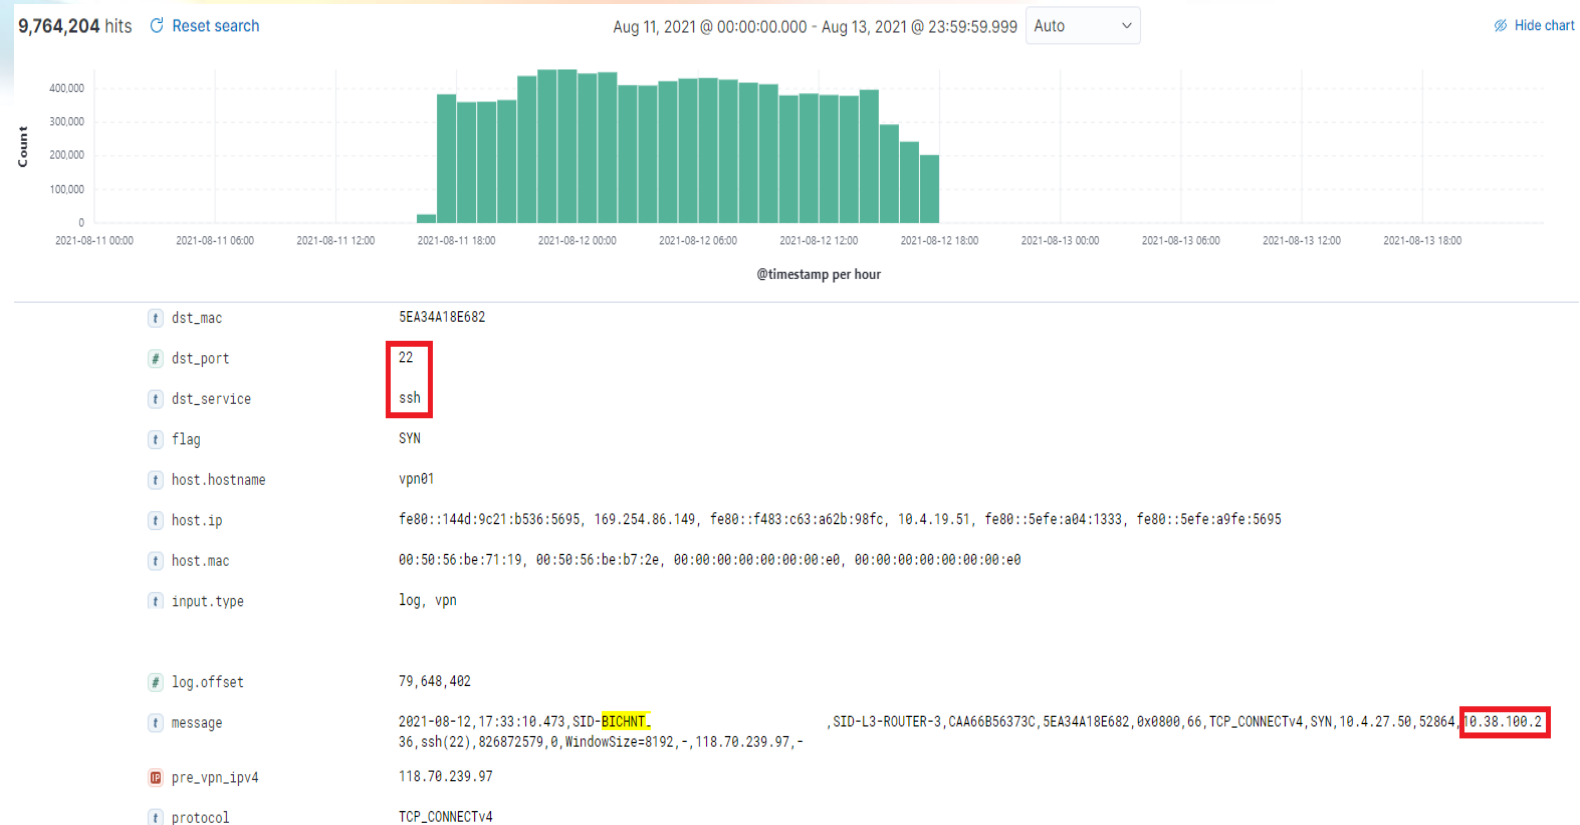 9,764,204 hits Reset search Aug 11, 2021 @ 00:00:00.000 - Aug 13, 2021 @ 23:59:59.999 Auto Hide chart
400,000
300,000
200,000
100,000
0
Count
2021-08-11 00:00 2021-08-11 06:00 2021-08-11 12:00 2021-08-11 18:00 2021-08-12 00:00 2021-08-12 06:00 2021-08-12 12:00 2021-08-12 18:00 2021-08-13 00:00 2021-08-13 06:00 2021-08-13 12:00 2021-08-13 18:00
@timestamp per hour
t dst_mac 5EA34A18E682
# dst_port 22
t dst_service ssh
t flag SYN
t host.hostname vpn01
t host.ip fe80::144d:9c21:b536:5695, 169.254.86.149, fe80::f483:c63:a62b:98fc, 10.4.19.51, fe80::5efe:a04:1333, fe80::5efe:a9fe:5695
t host.mac 00:50:56:be:71:19, 00:50:56:be:b7:2e, 00:00:00:00:00:00:00:e0, 00:00:00:00:00:00:00:e0
t input.type log, vpn
# log.offset 79,648,402
t message 2021-08-12,17:33:10.473,SID-BICHNT_ ,SID-L3-ROUTER-3,CAA66B56373C,5EA34A18E682,0x0800,66,TCP_CONNECTv4,SYN,10.4.27.50,52864,10.38.100.2
36,ssh(22),826872579,0,WindowSize=8192,-,118.70.239.97,-
IP pre_vpn_ipv4 118.70.239.97
t protocol TCP_CONNECTv4